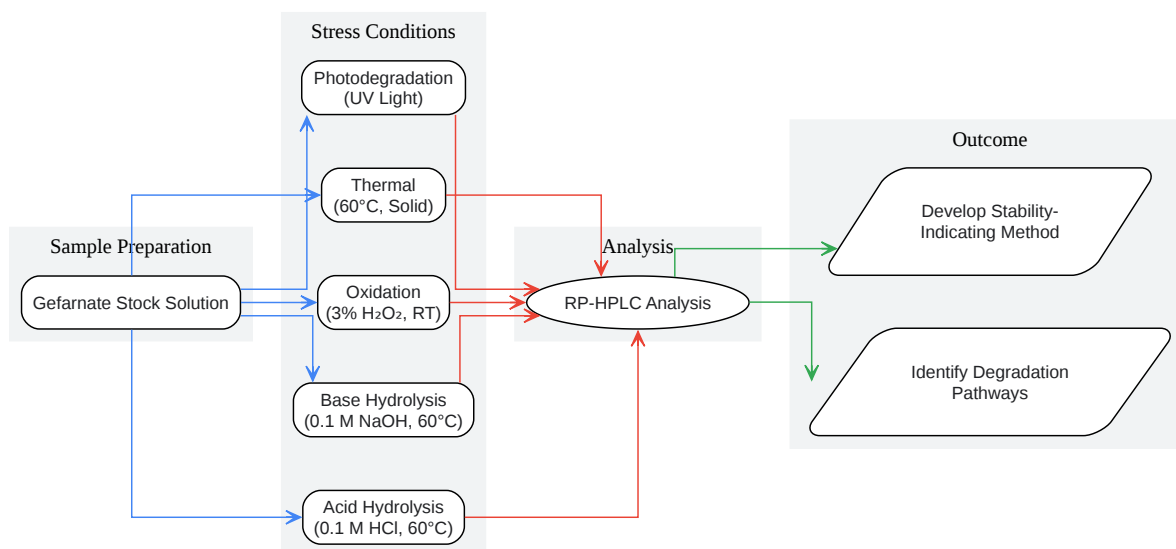 Sample Preparation
Gefarnate Stock Solution
Stress Conditions
Photodegradation
(UV Light)
Thermal
(60°C, Solid)
Oxidation
(3% H₂O₂, RT)
Base Hydrolysis
(0.1 M NaOH, 60°C)
Acid Hydrolysis
(0.1 M HCl, 60°C)
Analysis
RP-HPLC Analysis
Outcome
Develop Stability-
Indicating Method
Identify Degradation
Pathways